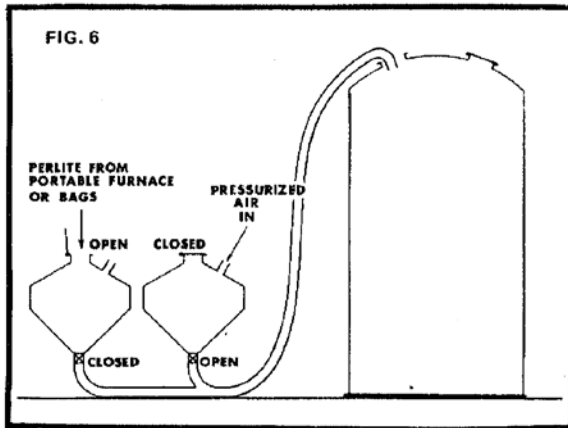 FIG. 6
PERLITE FROM
PORTABLE FURNACE
OR BAGS
PRESSURIZED
AIR
IN
OPEN
CLOSED
CLOSED
OPEN